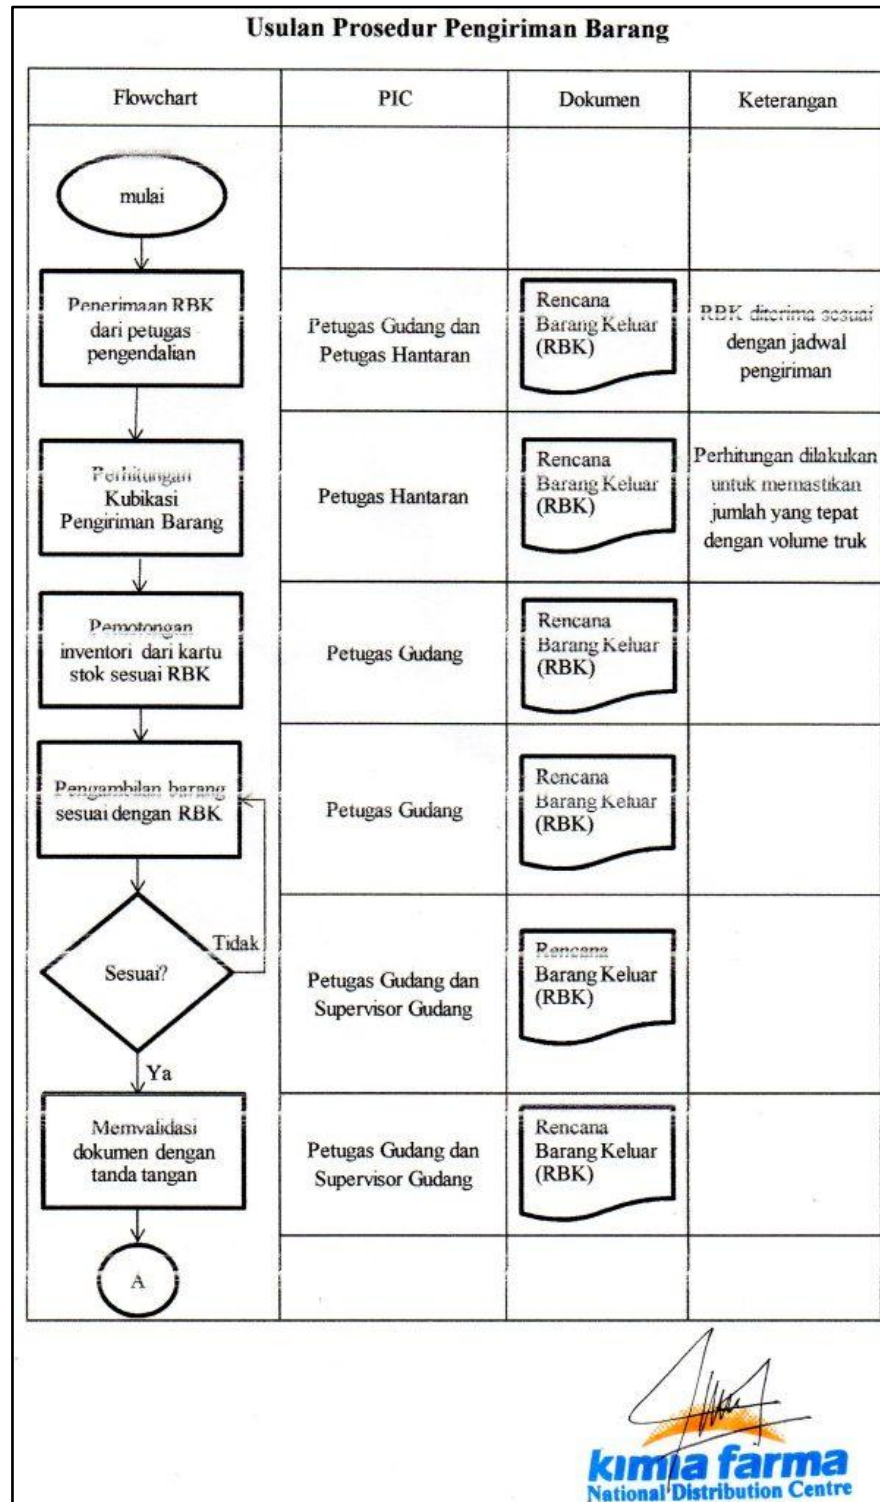 Usulan Prosedur Pengiriman Barang
Flowchart
PIC
Dokumen
Keterangan
mulai
Penerimaan RBK
dari petugas
pengendalian
Petugas Gudang dan
Petugas Hantaran
Rencana
Barang Keluar
(RBK)
RBK diterima sesuai
dengan jadwal
pengiriman
Perhitungan
Kubikasi
Pengiriman Barang
Petugas Hantaran
Rencana
Barang Keluar
(RBK)
Perhitungan dilakukan
untuk memastikan
jumlah yang tepat
dengan volume truk
Pemotongan
inventori dari kartu
stok sesuai RBK
Petugas Gudang
Rencana
Barang Keluar
(RBK)
Pengambilan barang
sesuai dengan RBK
Petugas Gudang
Rencana
Barang Keluar
(RBK)
Tidak
Sesuai?
Petugas Gudang dan
Supervisor Gudang
Rencana
Barang Keluar
(RBK)
Ya
Memvalidasi
dokumen dengan
tanda tangan
Petugas Gudang dan
Supervisor Gudang
Rencana
Barang Keluar
(RBK)
A
kimia farma
National Distribution Centre